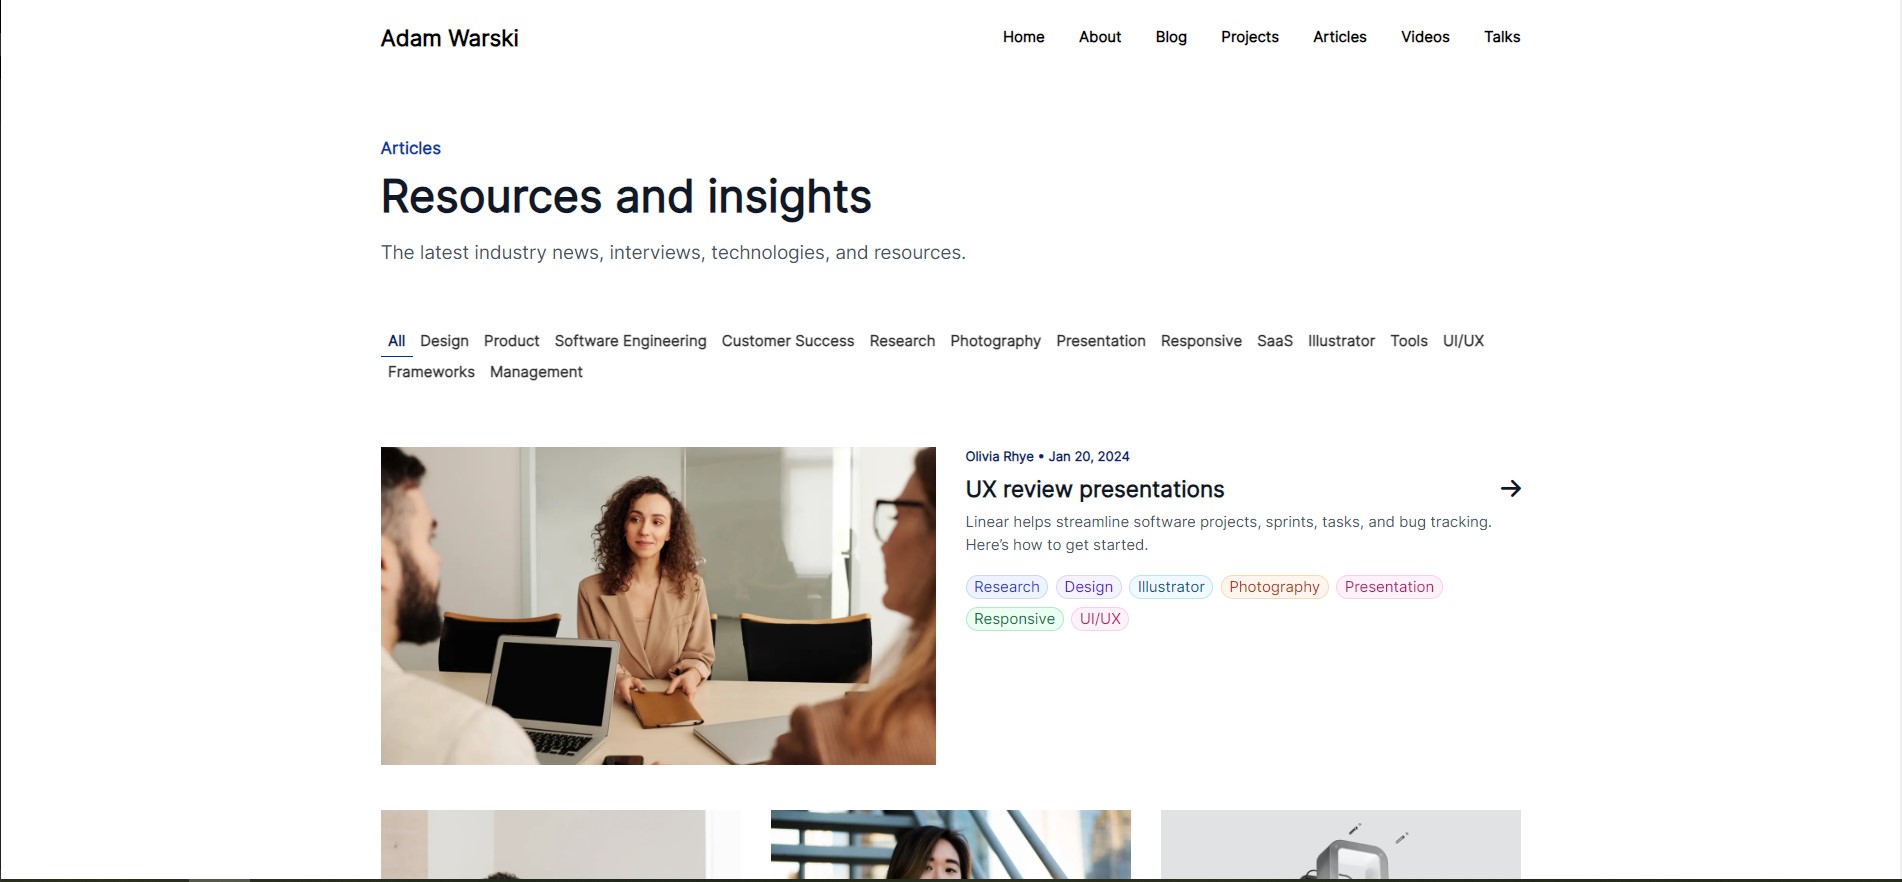 Adam Warski
Home About Blog Projects Articles Videos Talks
Articles
Resources and insights
The latest industry news, interviews, technologies, and resources.
All Design Product Software Engineering Customer Success Research Photography Presentation Responsive SaaS Illustrator Tools UI/UX
Frameworks Management
Olivia Rhye • Jan 20, 2024
UX review presentations
Linear helps streamline software projects, sprints, tasks, and bug tracking.
Here’s how to get started.
Research Design Illustrator Photography Presentation
Responsive UI/UX